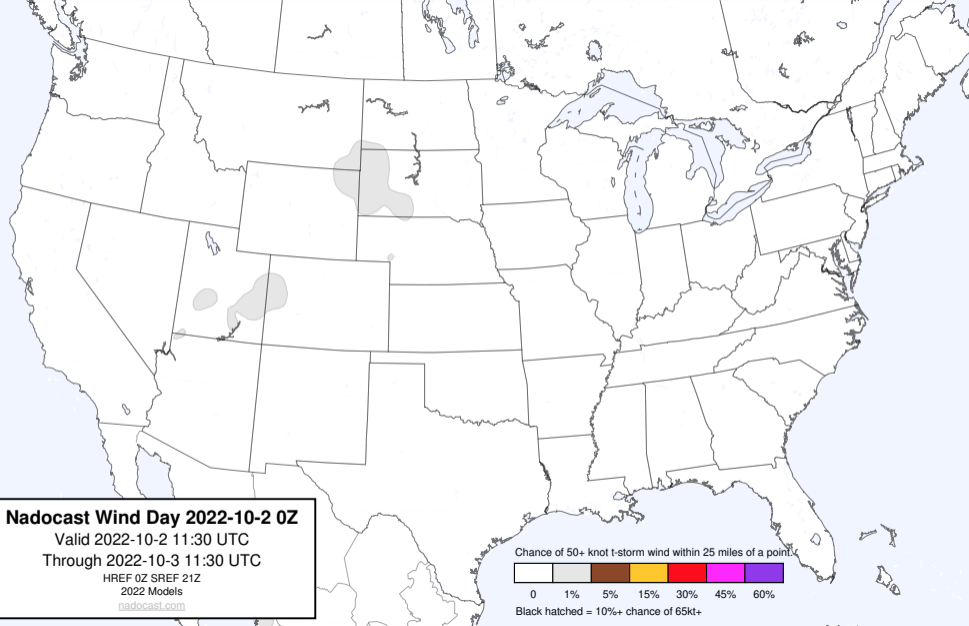 Nadocast Wind Day 2022-10-2 0Z
Valid 2022-10-2 11:30 UTC
Through 2022-10-3 11:30 UTC
HREF 0Z SREF 21Z
2022 Models
nadocast.com
Chance of 50+ knot t-storm wind within 25 miles of a point.
0 1% 5% 15% 30% 45% 60%
Black hatched = 10%+ chance of 65kt+